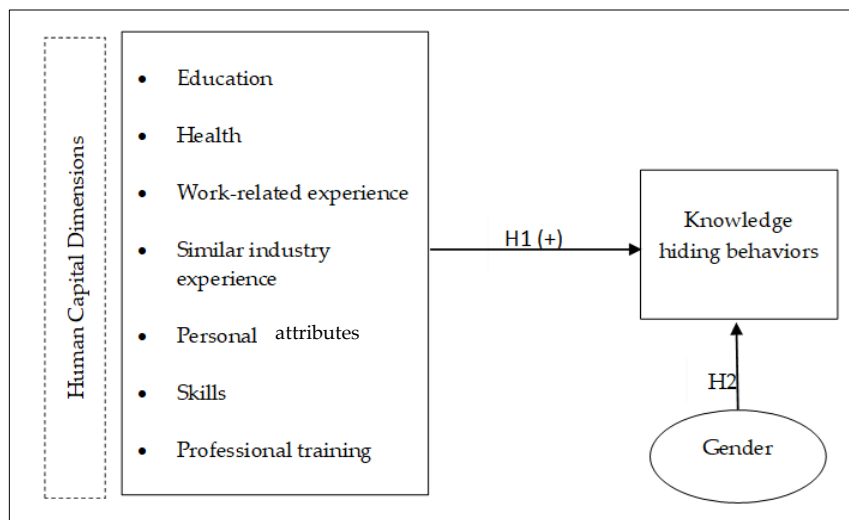 Human Capital Dimensions
• Education
• Health
• Work-related experience
• Similar industry
experience
• Personal attributes
• Skills
• Professional training
H1 (+)
Knowledge
hiding behaviors
H2
Gender